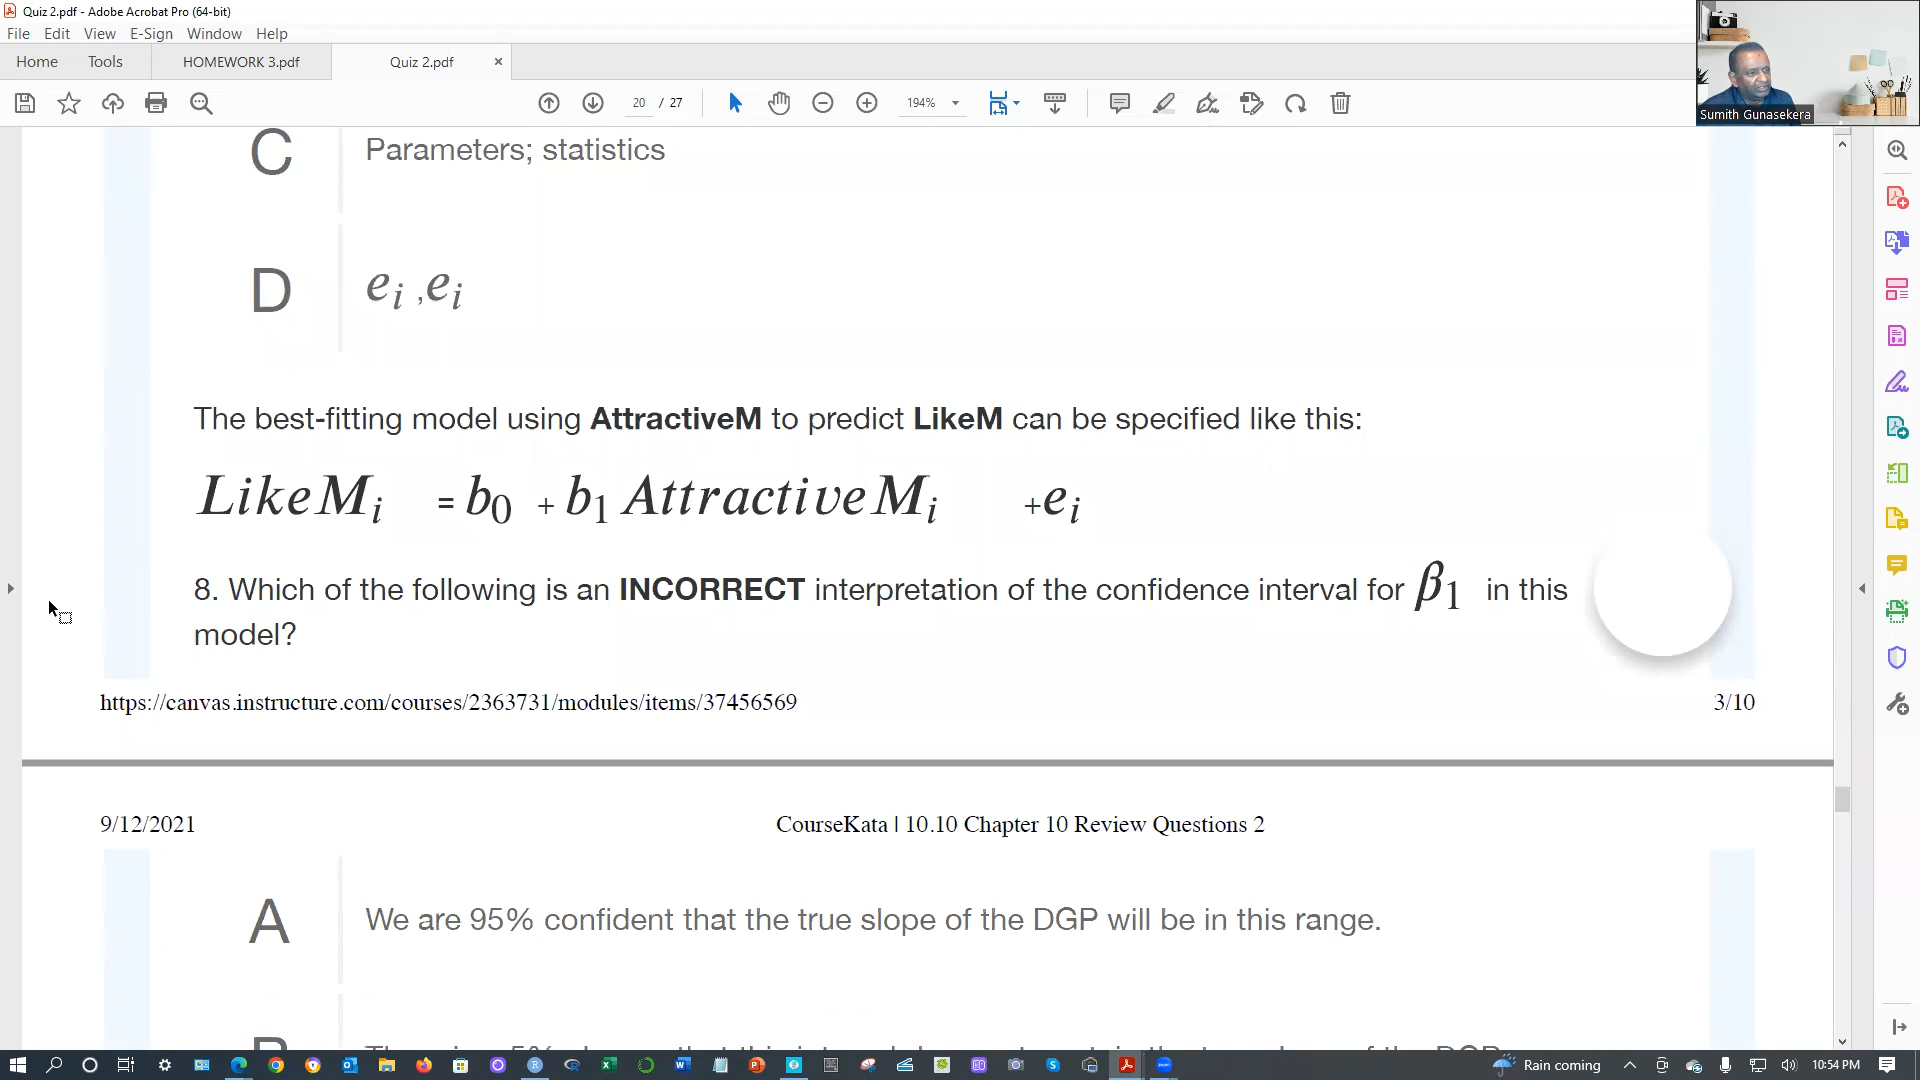 Quiz 2.pdf - Adobe Acrobat Pro (64-bit)
File Edit View E-Sign Window Help
Home Tools HOMEWORK 3.pdf Quiz 2.pdf ×
20 / 27 194%
Sumith Gunasekera
C Parameters; statistics
D eᵢ ,eᵢ
The best-fitting model using AttractiveM to predict LikeM can be specified like this:
LikeMᵢ = b₀ + b₁ AttractiveMᵢ +eᵢ
8. Which of the following is an INCORRECT interpretation of the confidence interval for β₁ in this
model?
https://canvas.instructure.com/courses/2363731/modules/items/37456569 3/10
9/12/2021 CourseKata | 10.10 Chapter 10 Review Questions 2
A We are 95% confident that the true slope of the DGP will be in this range.
Rain coming 10:54 PM